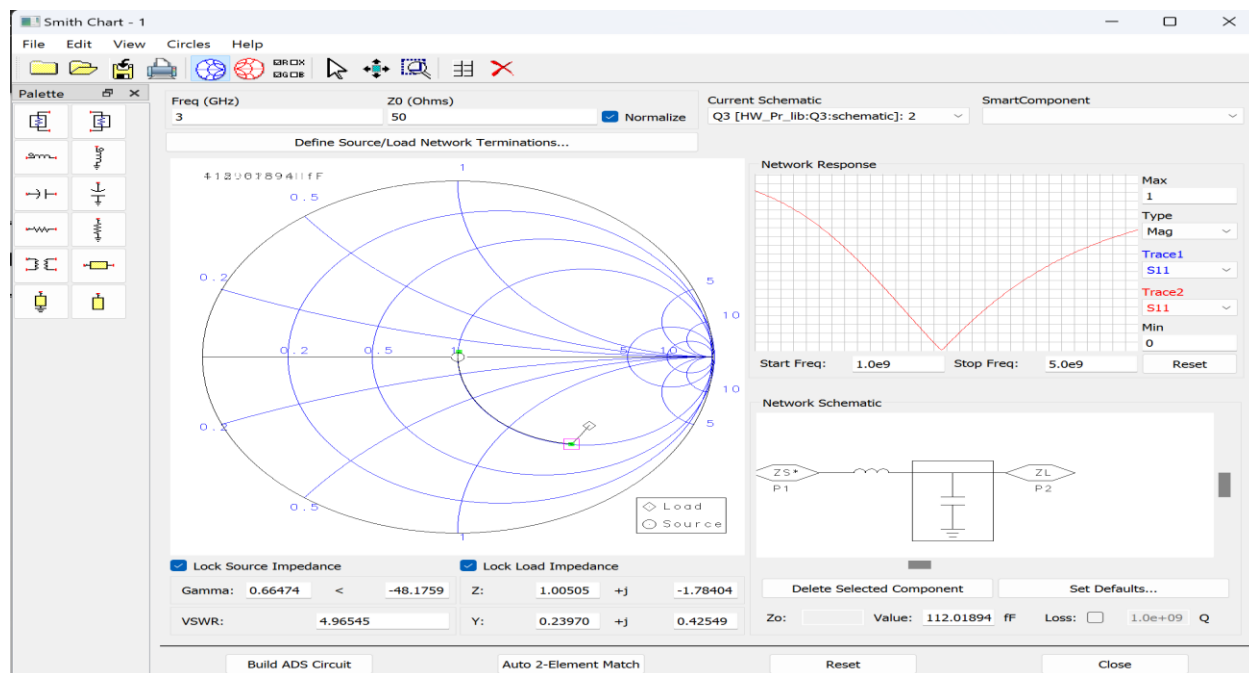 Smith Chart - 1
File Edit View Circles Help
Palette
Freq (GHz) Z0 (Ohms)
3 50 Normalize
Current Schematic SmartComponent
Q3 [HW_Pr_lib:Q3:schematic]: 2
Define Source/Load Network Terminations...
1
0.5
0.2
5
10
0.2 0.5 1 5 10
10
5
0.2
0.5
1
Load
Source
Network Response
Max
1
Type
Mag
Trace1
S11
Trace2
S11
Min
0
Start Freq: 1.0e9 Stop Freq: 5.0e9 Reset
Network Schematic
ZS* ZL
P1 P2
Lock Source Impedance Lock Load Impedance
Gamma: 0.66474 < -48.1759 Z: 1.00505 +j -1.78404
VSWR: 4.96545 Y: 0.23970 +j 0.42549
Delete Selected Component Set Defaults...
Zo: Value: 112.01894 fF Loss: 1.0e+09 Q
Build ADS Circuit Auto 2-Element Match Reset Close